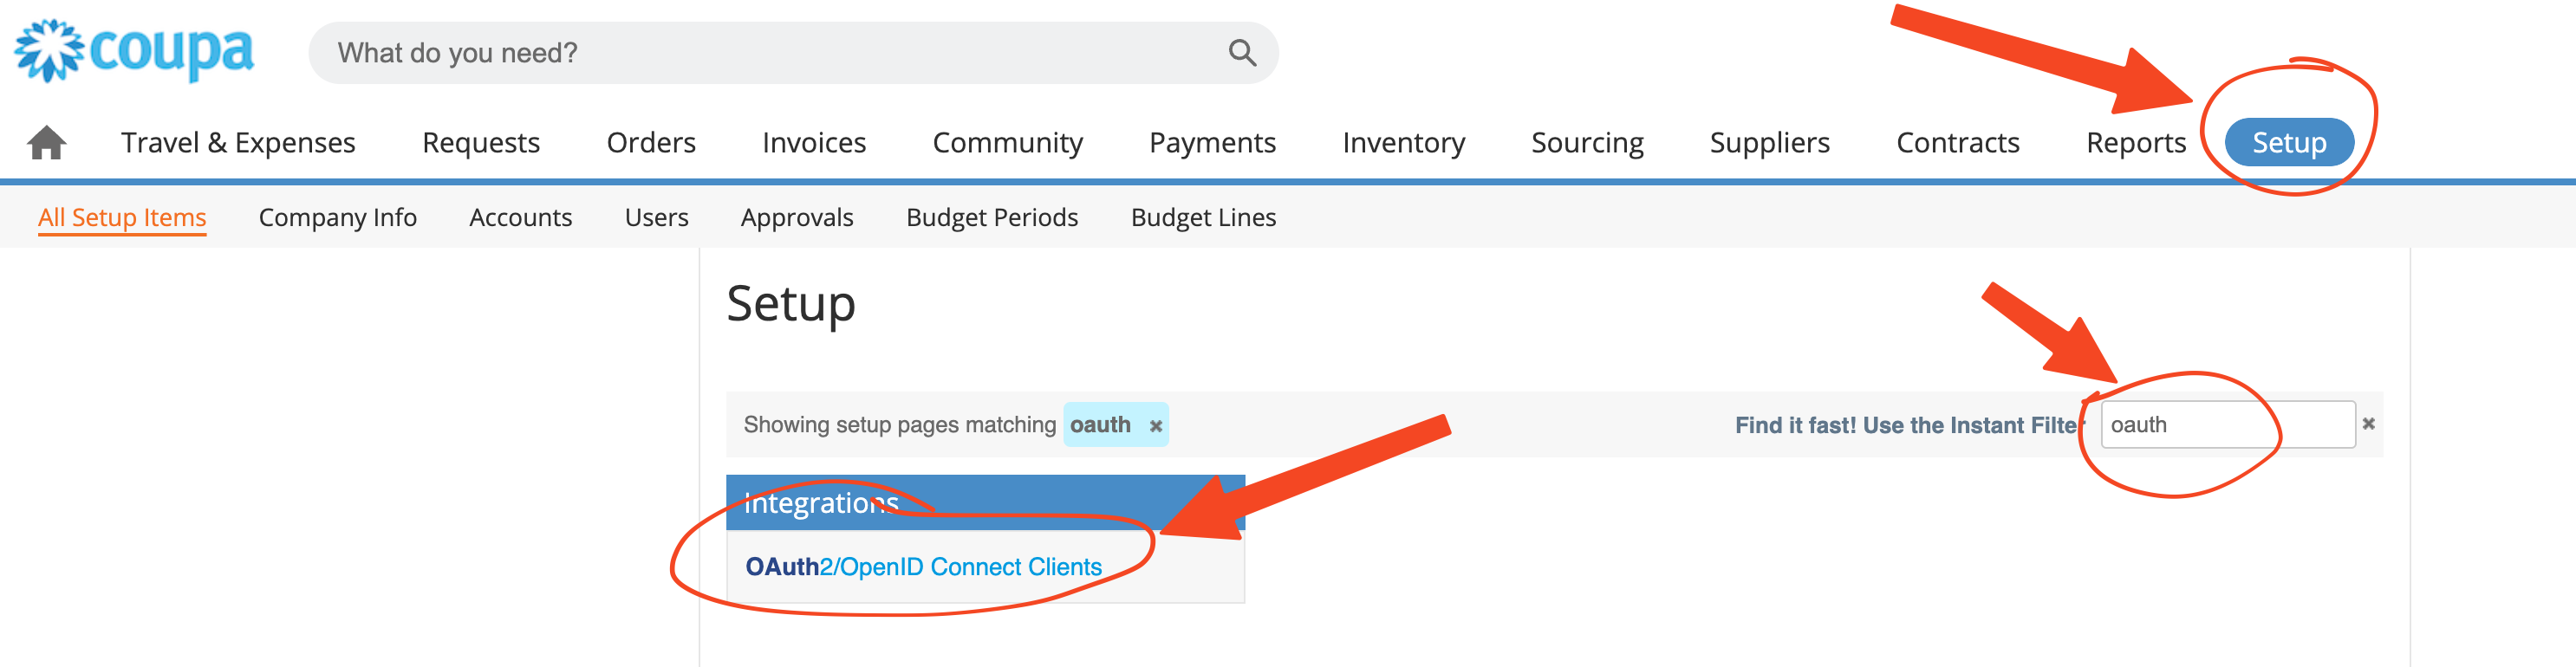 coupa
What do you need?
Travel & Expenses Requests Orders Invoices Community Payments Inventory Sourcing Suppliers Contracts Reports Setup
All Setup Items Company Info Accounts Users Approvals Budget Periods Budget Lines
Setup
Showing setup pages matching oauth × Find it fast! Use the Instant Filter oauth ×
Integrations
OAuth2/OpenID Connect Clients